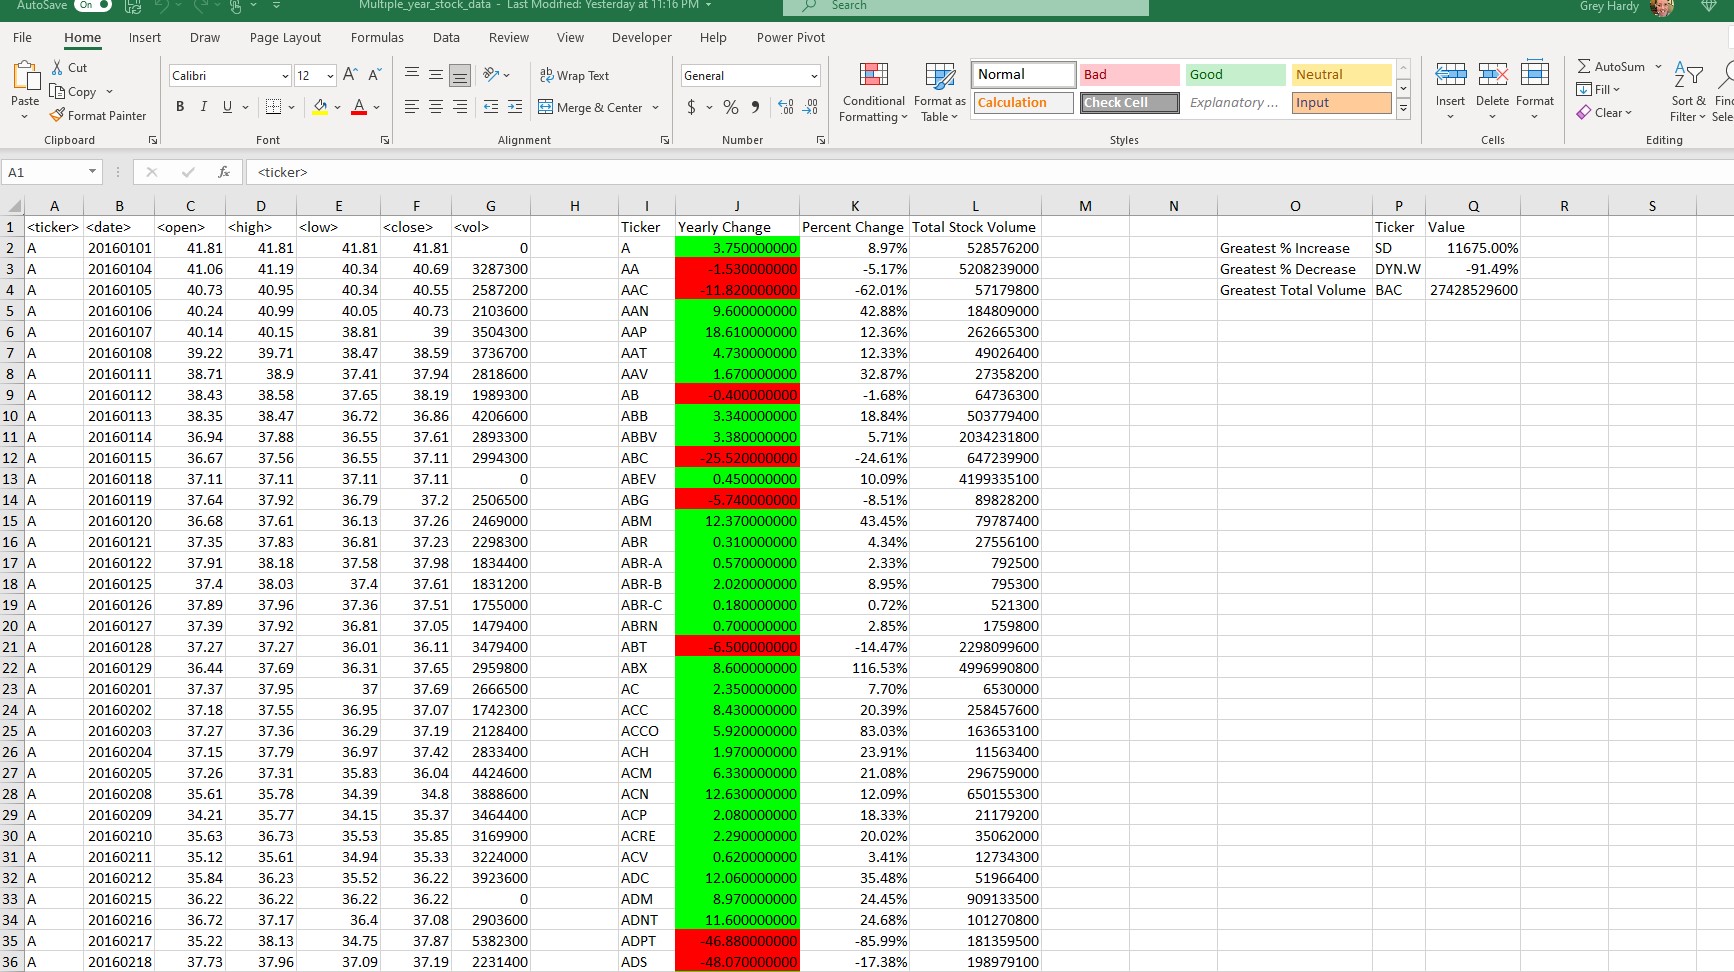 AutoSave On Multiple_year_stock_data - Last Modified: Yesterday at 11:16 PM Search Grey Hardy
File Home Insert Draw Page Layout Formulas Data Review View Developer Help Power Pivot
Paste Cut Copy Format Painter Clipboard
Calibri 12 B I U A Font
Wrap Text Merge & Center Alignment
General $ % Number
Conditional Formatting Format as Table Normal Bad Good Neutral Calculation Check Cell Explanatory ... Input Styles
Insert Delete Format Cells
AutoSum Fill Clear Sort & Filter Editing
A1 fx <ticker>
A B C D E F G H I J K L M N O P Q R S
1 <ticker> <date> <open> <high> <low> <close> <vol> Ticker Yearly Change Percent Change Total Stock Volume Ticker Value
2 A 20160101 41.81 41.81 41.81 41.81 0 A 3.750000000 8.97% 528576200 Greatest % Increase SD 11675.00%
3 A 20160104 41.06 41.19 40.34 40.69 3287300 AA -1.530000000 -5.17% 5208239000 Greatest % Decrease DYN.W -91.49%
4 A 20160105 40.73 40.95 40.34 40.55 2587200 AAC -11.820000000 -62.01% 57179800 Greatest Total Volume BAC 27428529600
5 A 20160106 40.24 40.99 40.05 40.73 2103600 AAN 9.600000000 42.88% 184809000
6 A 20160107 40.14 40.15 38.81 39 3504300 AAP 18.610000000 12.36% 262665300
7 A 20160108 39.22 39.71 38.47 38.59 3736700 AAT 4.730000000 12.33% 49026400
8 A 20160111 38.71 38.9 37.41 37.94 2818600 AAV 1.670000000 32.87% 27358200
9 A 20160112 38.43 38.58 37.65 38.19 1989300 AB -0.400000000 -1.68% 64736300
10 A 20160113 38.35 38.47 36.72 36.86 4206600 ABB 3.340000000 18.84% 503779400
11 A 20160114 36.94 37.88 36.55 37.61 2893300 ABBV 3.380000000 5.71% 2034231800
12 A 20160115 36.67 37.56 36.55 37.11 2994300 ABC -25.520000000 -24.61% 647239900
13 A 20160118 37.11 37.11 37.11 37.11 0 ABEV 0.450000000 10.09% 4199335100
14 A 20160119 37.64 37.92 36.79 37.2 2506500 ABG -5.740000000 -8.51% 89828200
15 A 20160120 36.68 37.61 36.13 37.26 2469000 ABM 12.370000000 43.45% 79787400
16 A 20160121 37.35 37.83 36.81 37.23 2298300 ABR 0.310000000 4.34% 27556100
17 A 20160122 37.91 38.18 37.58 37.98 1834400 ABR-A 0.570000000 2.33% 792500
18 A 20160125 37.4 38.03 37.4 37.61 1831200 ABR-B 2.020000000 8.95% 795300
19 A 20160126 37.89 37.96 37.36 37.51 1755000 ABR-C 0.180000000 0.72% 521300
20 A 20160127 37.39 37.92 36.81 37.05 1479400 ABRN 0.700000000 2.85% 1759800
21 A 20160128 37.27 37.27 36.01 36.11 3479400 ABT -6.500000000 -14.47% 2298099600
22 A 20160129 36.44 37.69 36.31 37.65 2959800 ABX 8.600000000 116.53% 4996990800
23 A 20160201 37.37 37.95 37 37.69 2666500 AC 2.350000000 7.70% 6530000
24 A 20160202 37.18 37.55 36.95 37.07 1742300 ACC 8.430000000 20.39% 258457600
25 A 20160203 37.27 37.36 36.29 37.19 2128400 ACCO 5.920000000 83.03% 163653100
26 A 20160204 37.15 37.79 36.97 37.42 2833400 ACH 1.970000000 23.91% 11563400
27 A 20160205 37.26 37.31 35.83 36.04 4424600 ACM 6.330000000 21.08% 296759000
28 A 20160208 35.61 35.78 34.39 34.8 3888600 ACN 12.630000000 12.09% 650155300
29 A 20160209 34.21 35.77 34.15 35.37 3464400 ACP 2.080000000 18.33% 21179200
30 A 20160210 35.63 36.73 35.53 35.85 3169900 ACRE 2.290000000 20.02% 35062000
31 A 20160211 35.12 35.61 34.94 35.33 3224000 ACV 0.620000000 3.41% 12734300
32 A 20160212 35.84 36.23 35.52 36.22 3923600 ADC 12.060000000 35.48% 51966400
33 A 20160215 36.22 36.22 36.22 36.22 0 ADM 8.970000000 24.45% 909133500
34 A 20160216 36.72 37.17 36.4 37.08 2903600 ADNT 11.600000000 24.68% 101270800
35 A 20160217 35.22 38.13 34.75 37.87 5382300 ADPT -46.880000000 -85.99% 181359500
36 A 20160218 37.73 37.96 37.09 37.19 2231400 ADS -48.070000000 -17.38% 198979100